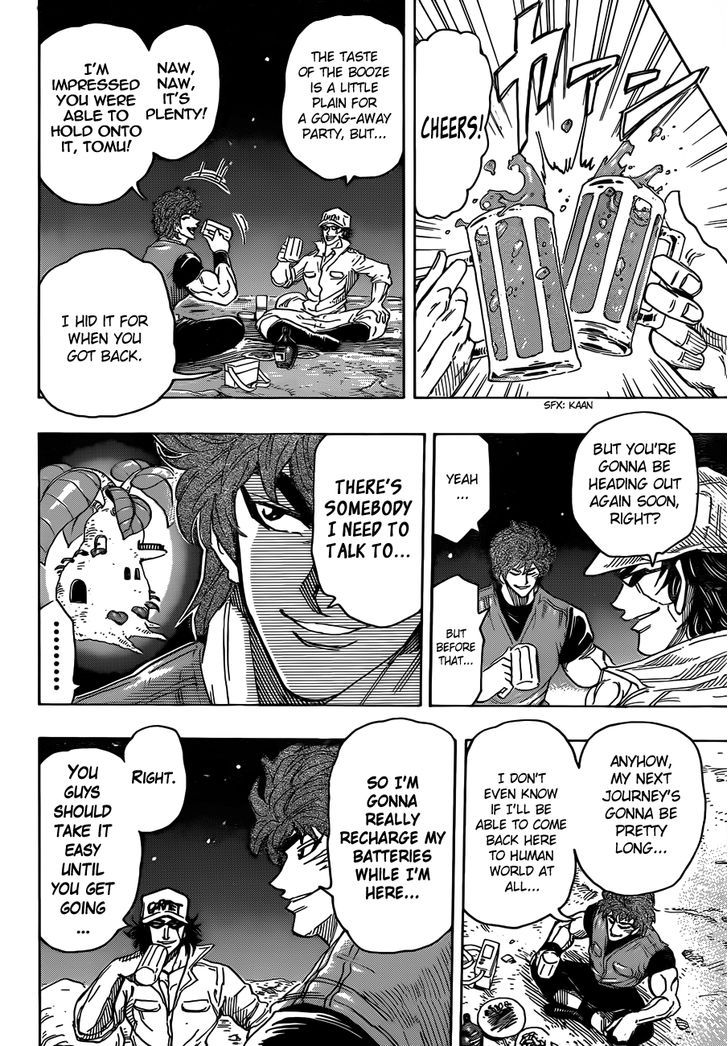 CHEERS!
ガアーン
SFX: KAAN
THE TASTE
OF THE BOOZE
IS A LITTLE
PLAIN FOR
A GOING-AWAY
PARTY, BUT...
NAW,
NAW,
IT'S
PLENTY!
I'M
IMPRESSED
YOU WERE
ABLE TO
HOLD ONTO
IT, TOMU!
I HID IT FOR
WHEN YOU
GOT BACK.
BUT YOU'RE
GONNA BE
HEADING OUT
AGAIN SOON,
RIGHT?
YEAH
...
BUT
BEFORE
THAT...
THERE'S
SOMEBODY
I NEED TO
TALK TO...
........
ANYHOW,
MY NEXT
JOURNEY'S
GONNA BE
PRETTY
LONG...
I DON'T
EVEN KNOW
IF I'LL BE
ABLE TO COME
BACK HERE
TO HUMAN
WORLD AT
ALL...
SO I'M
GONNA
REALLY
RECHARGE MY
BATTERIES
WHILE I'M
HERE...
RIGHT.
YOU
GUYS
SHOULD
TAKE IT
EASY
UNTIL
YOU GET
GOING
...